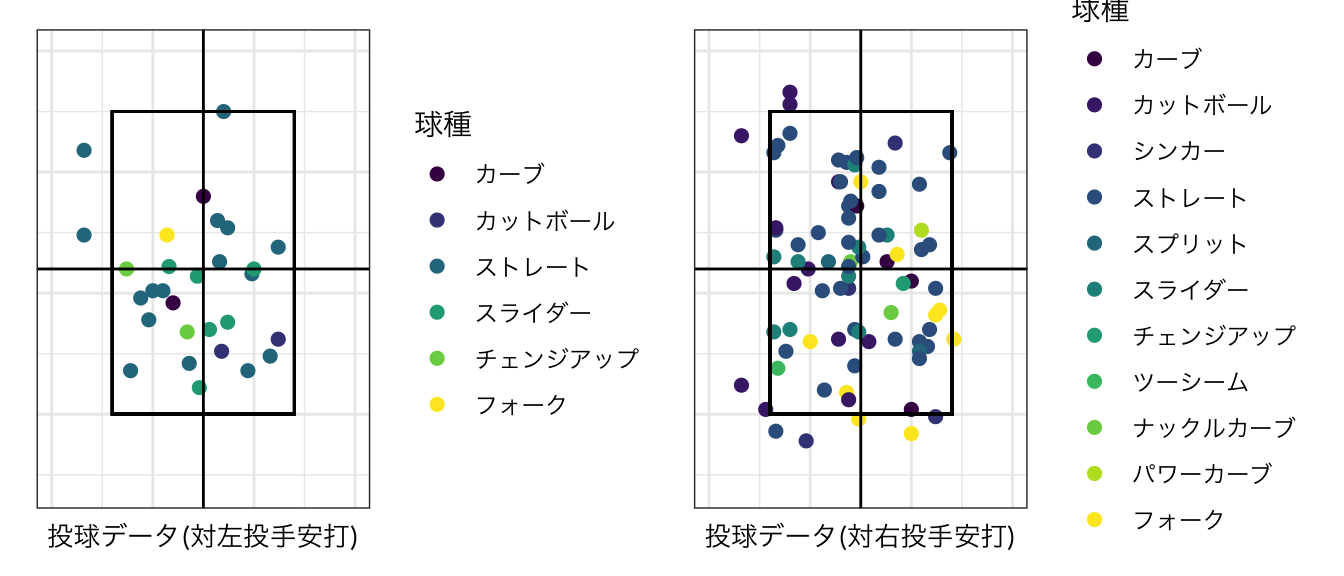 球種
カーブ
カットボール
ストレート
スライダー
チェンジアップ
フォーク
投球データ(対左投手安打)
球種
カーブ
カットボール
シンカー
ストレート
スプリット
スライダー
チェンジアップ
ツーシーム
ナックルカーブ
パワーカーブ
フォーク
投球データ(対右投手安打)